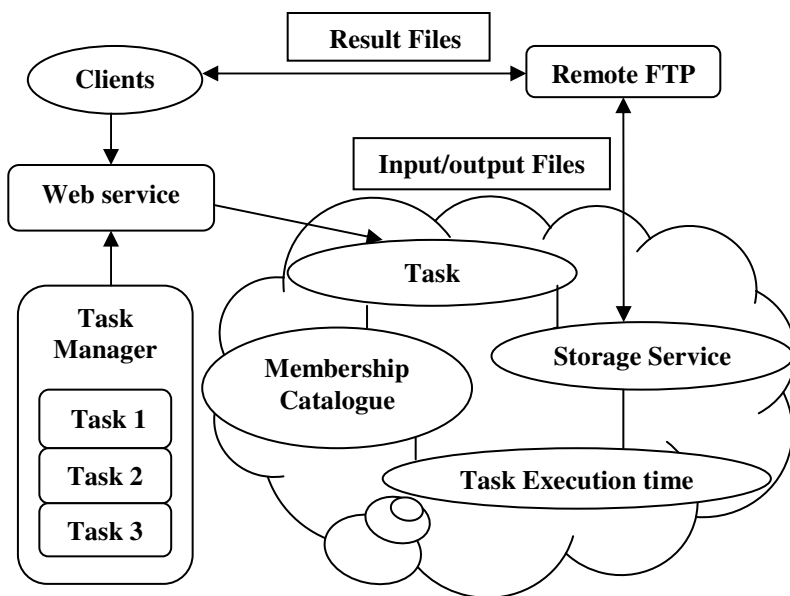 Result Files
Clients
Remote FTP
Input/output Files
Web service
Task
Task
Manager
Storage Service
Membership
Catalogue
Task 1
Task 2
Task Execution time
Task 3